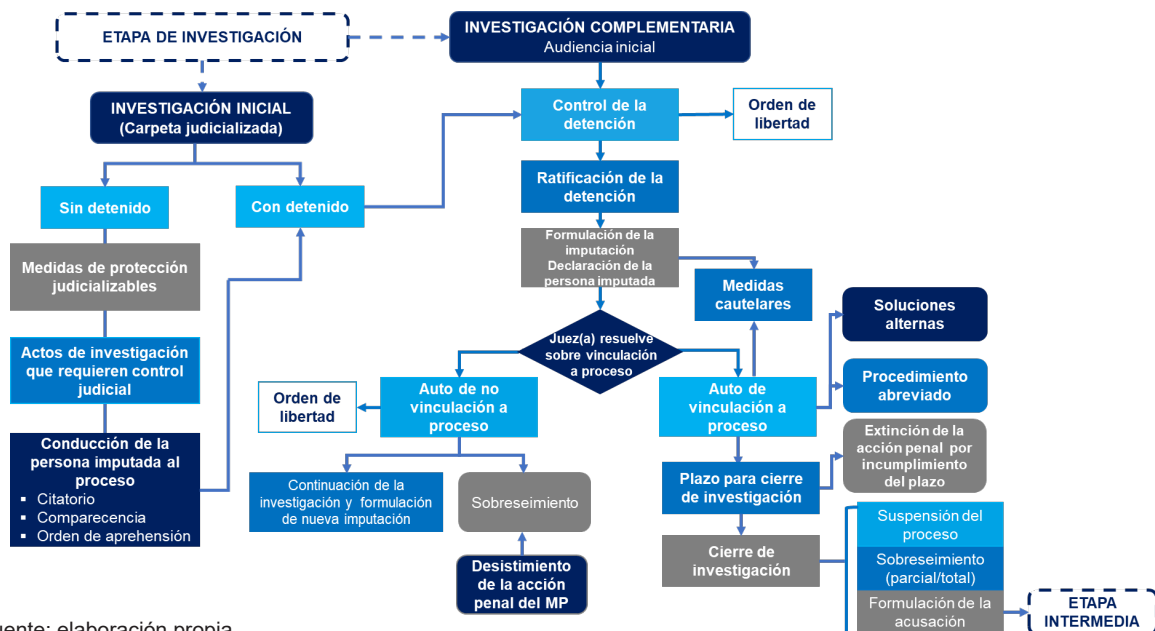 ETAPA DE INVESTIGACIÓN
INVESTIGACIÓN COMPLEMENTARIA
Audiencia inicial
INVESTIGACIÓN INICIAL
(Carpeta judicializada)
Control de la
detención
Orden de
libertad
Ratificación de la
detención
Sin detenido
Con detenido
Formulación de la
imputación
Declaración de la
persona imputada
Medidas de protección
judicializables
Medidas
cautelares
Soluciones
alternas
Juez(a) resuelve
sobre vinculación
a proceso
Actos de investigación
que requieren control
judicial
Procedimiento
abreviado
Orden de
libertad
Auto de no
vinculación a
proceso
Auto de
vinculación a
proceso
Extinción de la
acción penal por
incumplimiento
del plazo
Conducción de la
persona imputada al
proceso
▪ Citatorio
▪ Comparecencia
▪ Orden de aprehensión
Continuación de la
investigación y formulación
de nueva imputación
Sobreseimiento
Plazo para cierre
de investigación
Suspensión del
proceso
Cierre de
investigación
Sobreseimiento
(parcial/total)
Desistimiento
de la acción
penal del MP
Formulación de la
acusación
ETAPA
INTERMEDIA
uente: elaboración propia